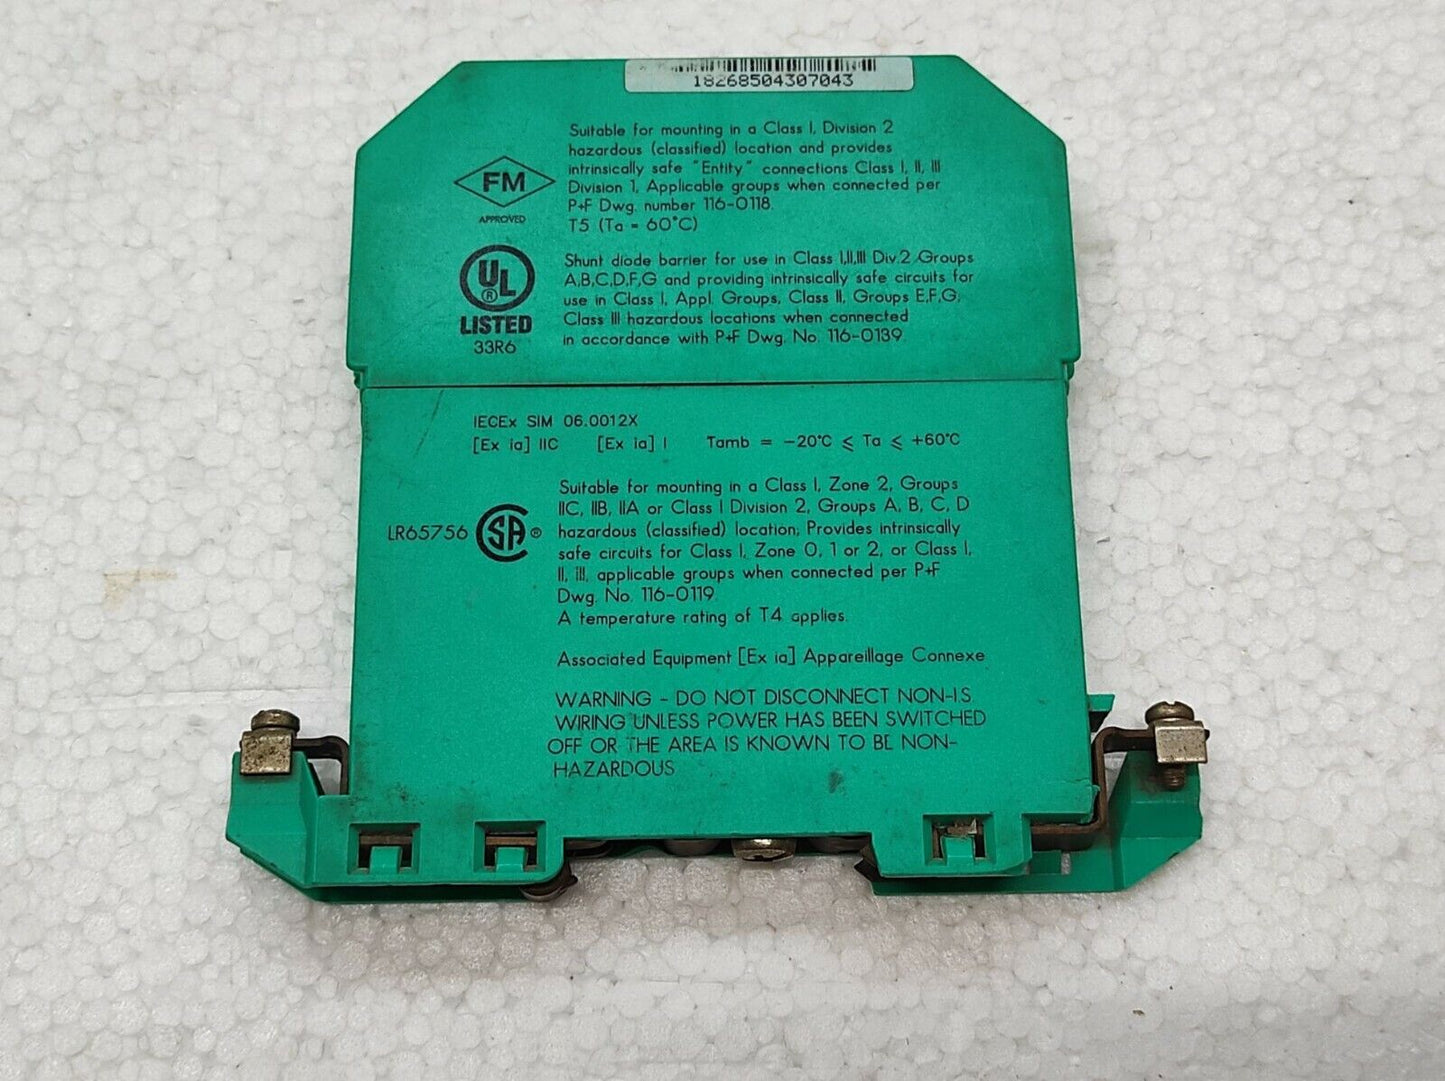 18268504307043
Suitable for mounting in a Class I, Division 2
hazardous (classified) location and provides
intrinsically safe "Entity" connections Class I, II, III
Division 1, Applicable groups when connected per
P+F Dwg. number 116-0118.
T5 (Ta = 60°C)
FM
APPROVED
Shunt diode barrier for use in Class I,II,III Div.2 Groups
A,B,C,D,F,G and providing intrinsically safe circuits for
use in Class I, Appl. Groups, Class II, Groups E,F,G,
Class III hazardous locations when connected
in accordance with P+F Dwg. No. 116-0139
UL
®
LISTED
33R6
IECEx SIM 06.0012X
[Ex ia] IIC [Ex ia] I Tamb = -20°C ≤ Ta ≤ +60°C
Suitable for mounting in a Class I, Zone 2, Groups
IIC, IIB, IIA or Class I Division 2, Groups A, B, C, D
hazardous (classified) location; Provides intrinsically
safe circuits for Class I, Zone 0, 1 or 2, or Class I,
II, III, applicable groups when connected per P+F
Dwg. No. 116-0119
A temperature rating of T4 applies.
LR65756 CSA ®
Associated Equipment [Ex ia] Appareillage Connexe
WARNING - DO NOT DISCONNECT NON-I.S
WIRING UNLESS POWER HAS BEEN SWITCHED
OFF OR THE AREA IS KNOWN TO BE NON-
HAZARDOUS